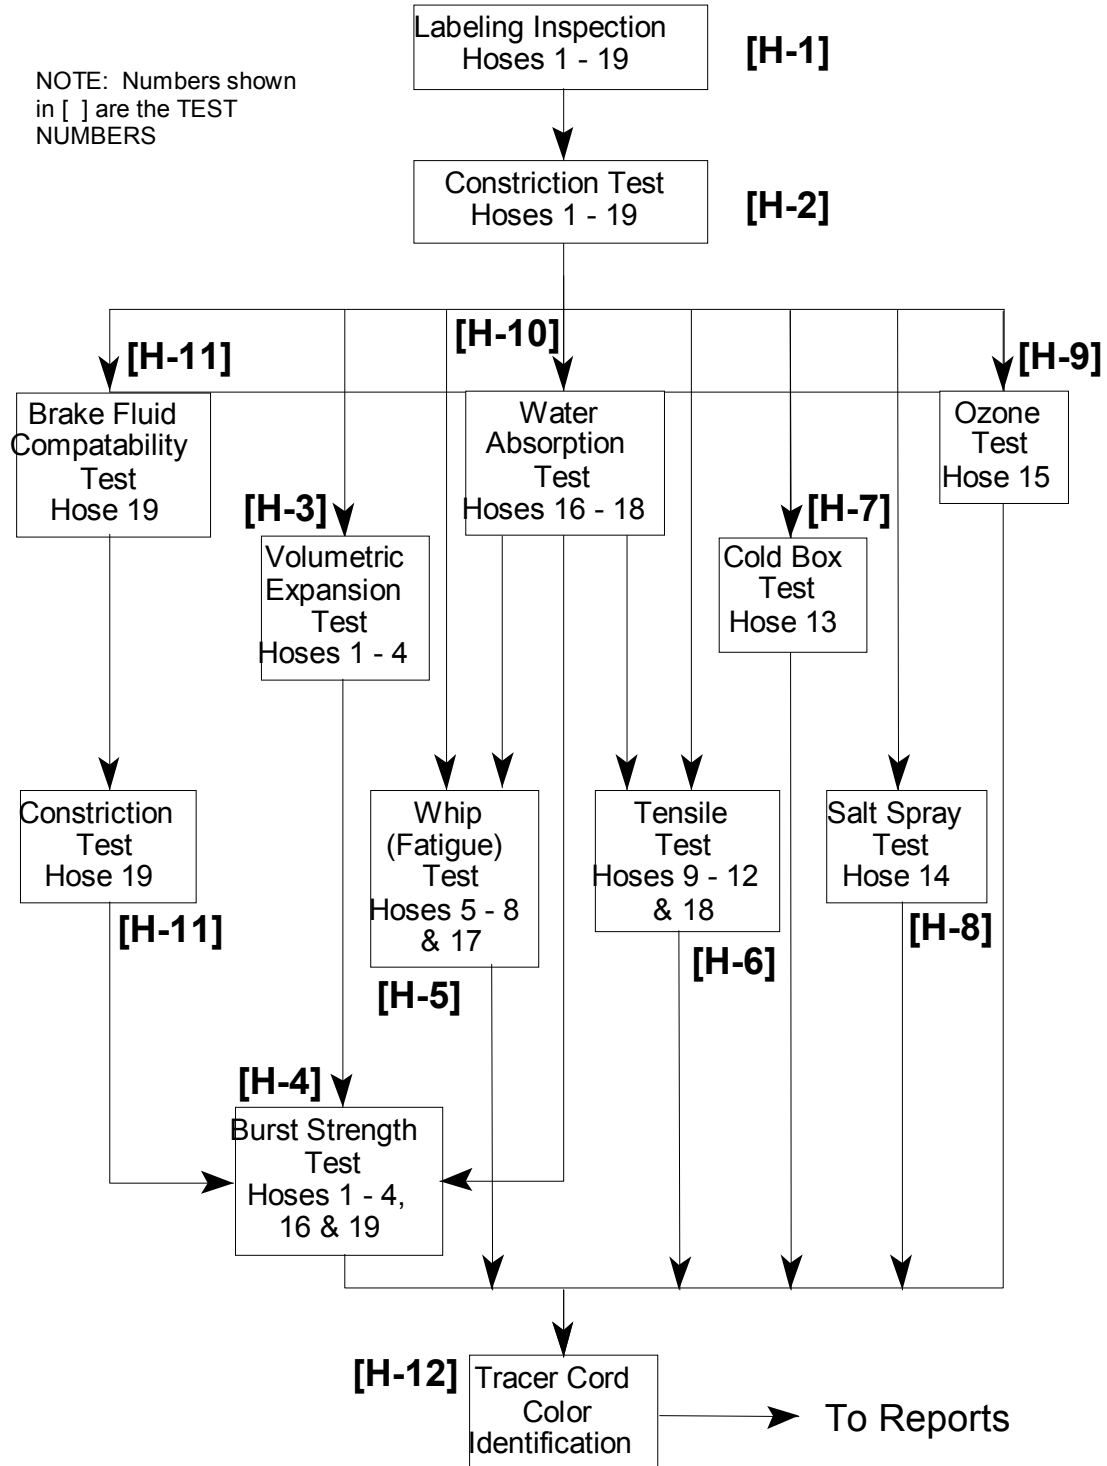 Labeling Inspection
Hoses 1 - 19
[H-1]
NOTE: Numbers shown
in [ ] are the TEST
NUMBERS
Constriction Test
Hoses 1 - 19
[H-2]
[H-11]
Brake Fluid
Compatability
Test
Hose 19
[H-10]
Water
Absorption
Test
Hoses 16 - 18
[H-9]
Ozone
Test
Hose 15
[H-3]
Volumetric
Expansion
Test
Hoses 1 - 4
[H-7]
Cold Box
Test
Hose 13
Constriction
Test
Hose 19
[H-11]
Whip
(Fatigue)
Test
Hoses 5 - 8
& 17
[H-5]
Tensile
Test
Hoses 9 - 12
& 18
[H-6]
Salt Spray
Test
Hose 14
[H-8]
[H-4]
Burst Strength
Test
Hoses 1 - 4,
16 & 19
[H-12]
Tracer Cord
Color
Identification
To Reports